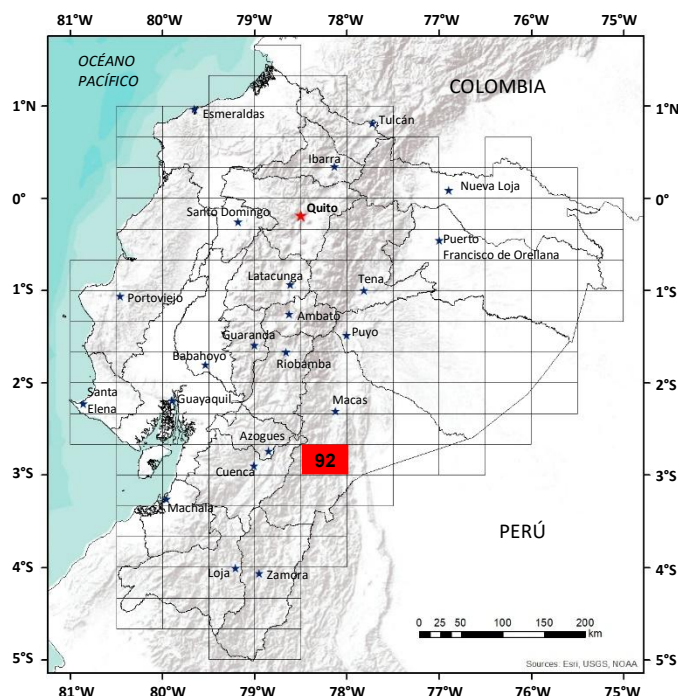 81°W 80°W 79°W 78°W 77°W 76°W 75°W
OCÉANO
PACÍFICO
COLOMBIA
1°N 1°N
Esmeraldas
Tulcán
Ibarra
Nueva Loja
0° 0°
Santo Domingo
Quito
Puerto
Francisco de Orellana
Latacunga
Tena
1°S 1°S
Portoviejo
Ambato
Guaranda
Puyo
Babahoyo
Riobamba
2°S 2°S
Santa
Elena
Guayaquil
Macas
Azogues
92
Cuenca
3°S 3°S
Machala
PERÚ
Loja
Zamora
4°S 4°S
0 25 50 100 150 200
km
Sources: Esri, USGS, NOAA
5°S 5°S
81°W 80°W 79°W 78°W 77°W 76°W 75°W